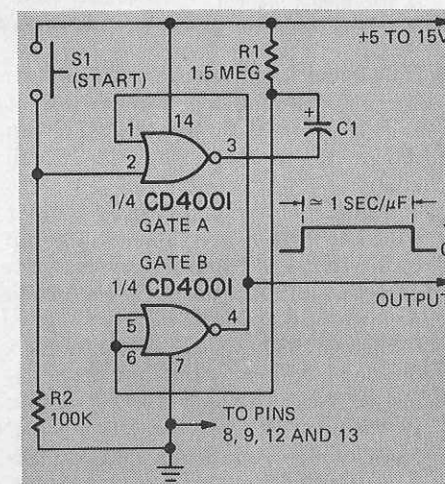 +5 TO 15V
S1
(START)
R1
1.5 MEG
+
C1
14
1
2
3
1/4 CD4001
GATE A
≃ 1 SEC/μF
GATE B
1/4 CD4001
OUTPUT
5
6
4
7
R2
100K
TO PINS
8, 9, 12 AND 13